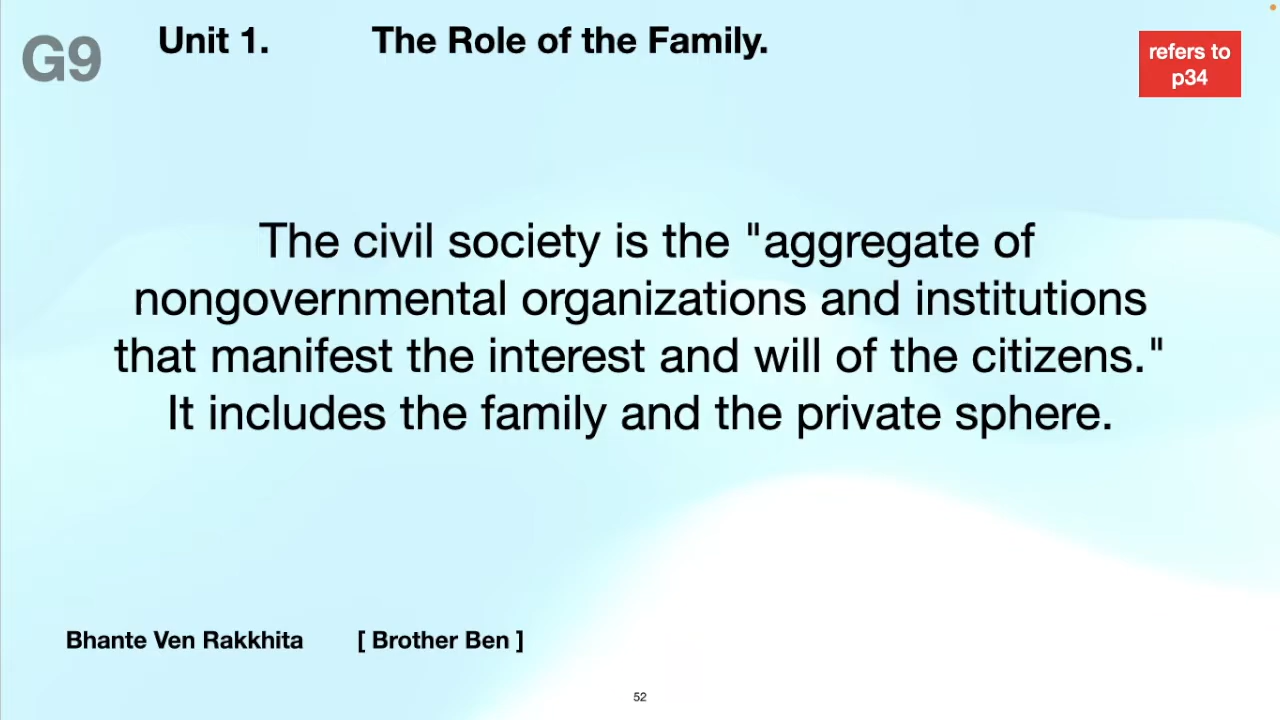 G9
Unit 1. The Role of the Family.
refers to
p34
The civil society is the "aggregate of
nongovernmental organizations and institutions
that manifest the interest and will of the citizens."
It includes the family and the private sphere.
Bhante Ven Rakkhita [ Brother Ben ]
52